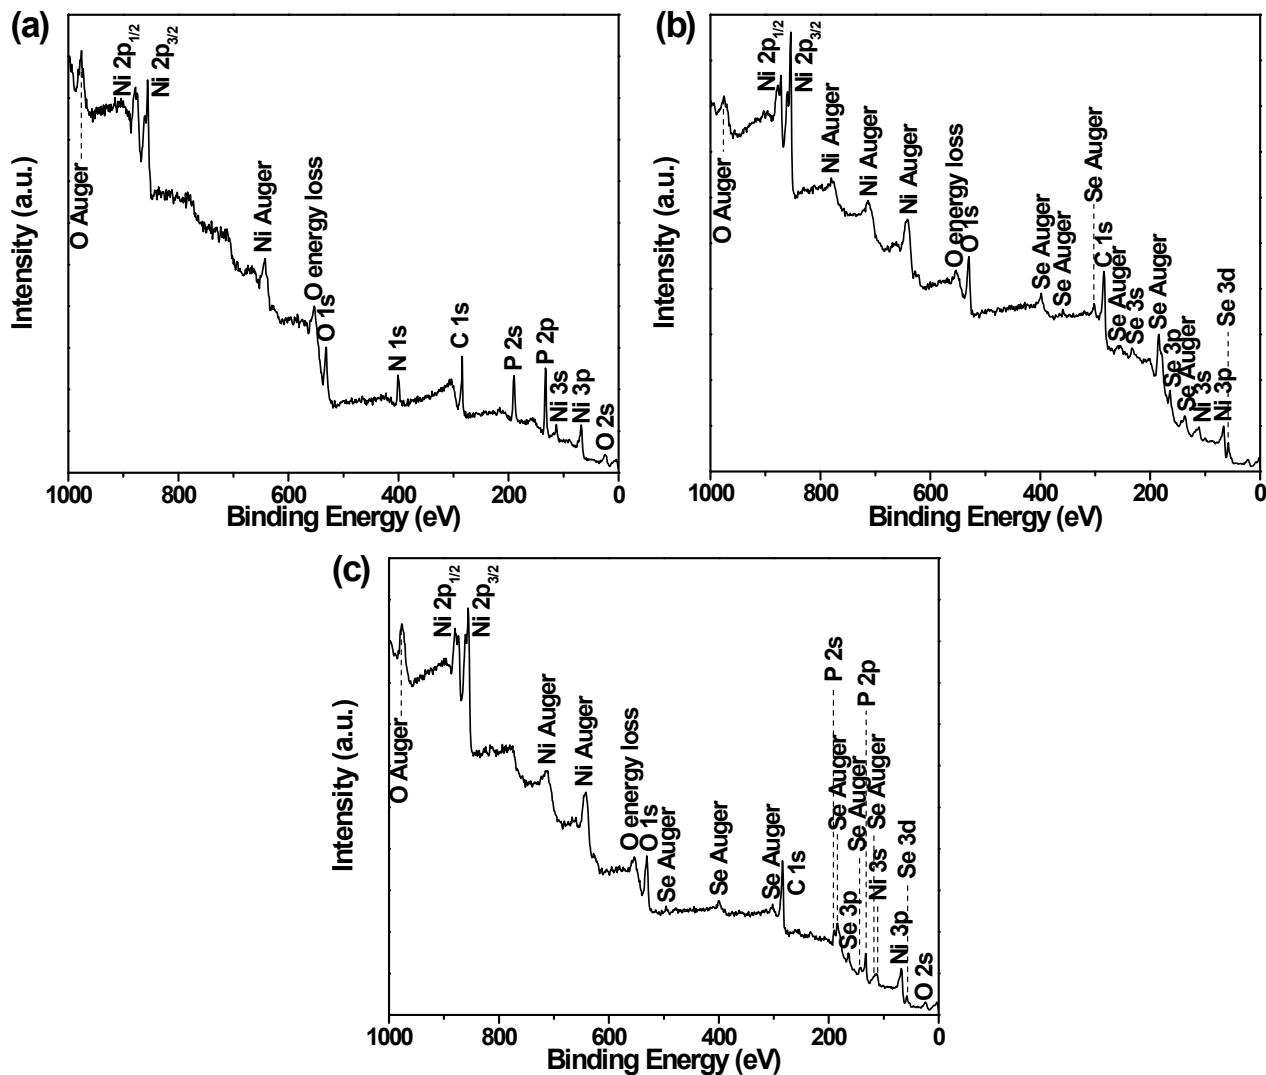 (a)
Intensity (a.u.)
O Auger
Ni 2p1/2
Ni 2p3/2
Ni Auger
O energy loss
O 1s
N 1s
C 1s
P 2s
P 2p
Ni 3s
Ni 3p
O 2s
1000 800 600 400 200 0
Binding Energy (eV)
(b)
Intensity (a.u.)
O Auger
Ni 2p1/2
Ni 2p3/2
Ni Auger
Ni Auger
Ni Auger
O energy loss
O 1s
Se Auger
Se Auger
Se Auger
C 1s
Se Auger
Se 3s
Se Auger
Se 3p
Se Auger
Ni 3s
Ni 3p
Se 3d
1000 800 600 400 200 0
Binding Energy (eV)
(c)
Intensity (a.u.)
O Auger
Ni 2p1/2
Ni 2p3/2
Ni Auger
Ni Auger
O energy loss
O 1s
Se Auger
Se Auger
Se Auger
C 1s
P 2s
Se Auger
Se 3p
Se Auger
P 2p
Se Auger
Ni 3s
Ni 3p
Se 3d
O 2s
1000 800 600 400 200 0
Binding Energy (eV)